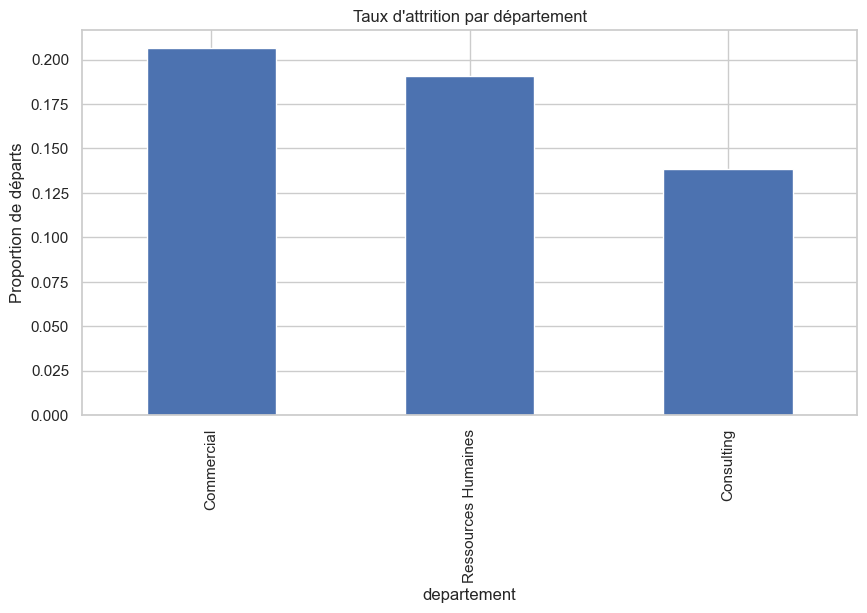 Taux d'attrition par département
Proportion de départs
0.200
0.175
0.150
0.125
0.100
0.075
0.050
0.025
0.000
Commercial
Ressources Humaines
Consulting
departement